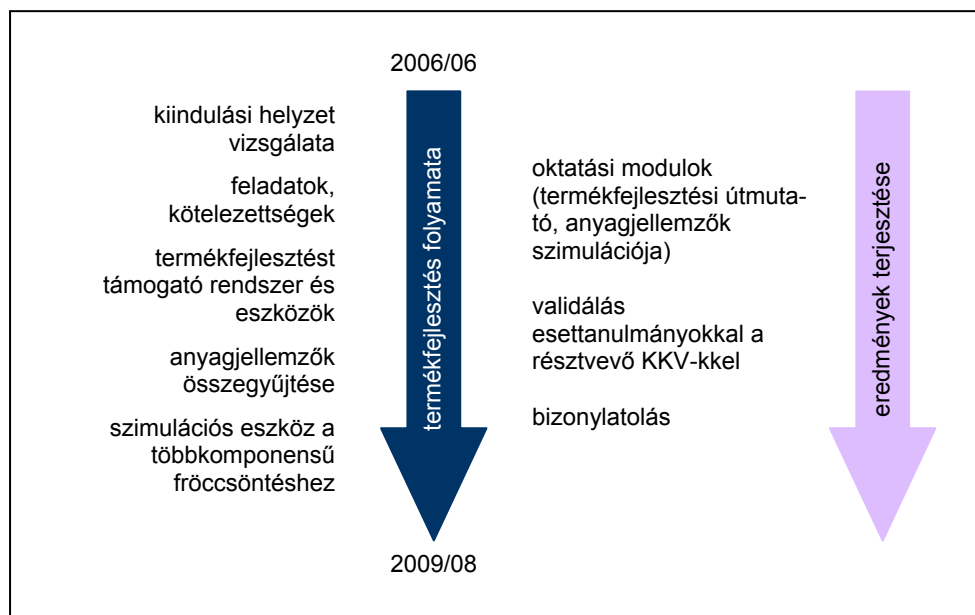 2006/06
kiindulási helyzet
vizsgálata
feladatok,
kötelezettségek
termékfejlesztést
támogató rendszer és
eszközök
anyagjellemzők
összegyűjtése
szimulációs eszköz a
többkomponensű
fröccsöntéshez
termékfejlesztés folyamata
oktatási modulok
(termékfejlesztési útmuta-
tó, anyagjellemzők
szimulációja)
validálás
esettanulmányokkal a
résztvevő KKV-kkel
bizonylatolás
eredmények terjesztése
2009/08